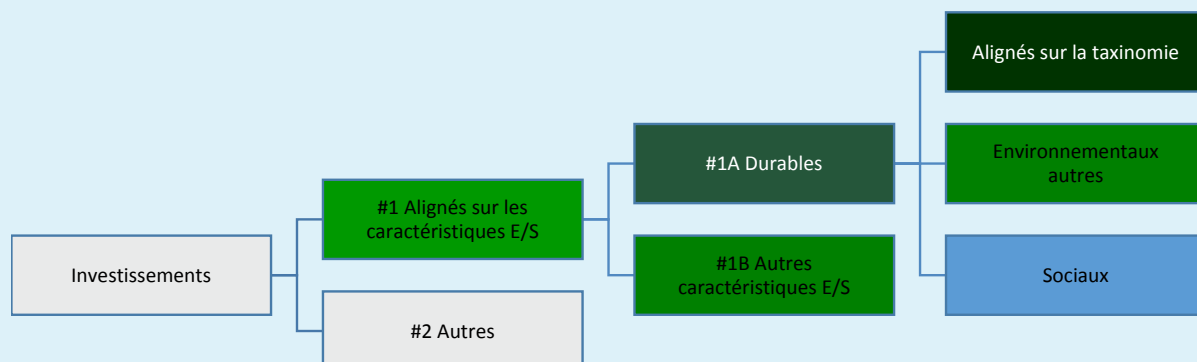 Investissements
#1 Alignés sur les
caractéristiques E/S
#2 Autres
#1A Durables
#1B Autres
caractéristiques E/S
Alignés sur la taxinomie
Environnementaux
autres
Sociaux